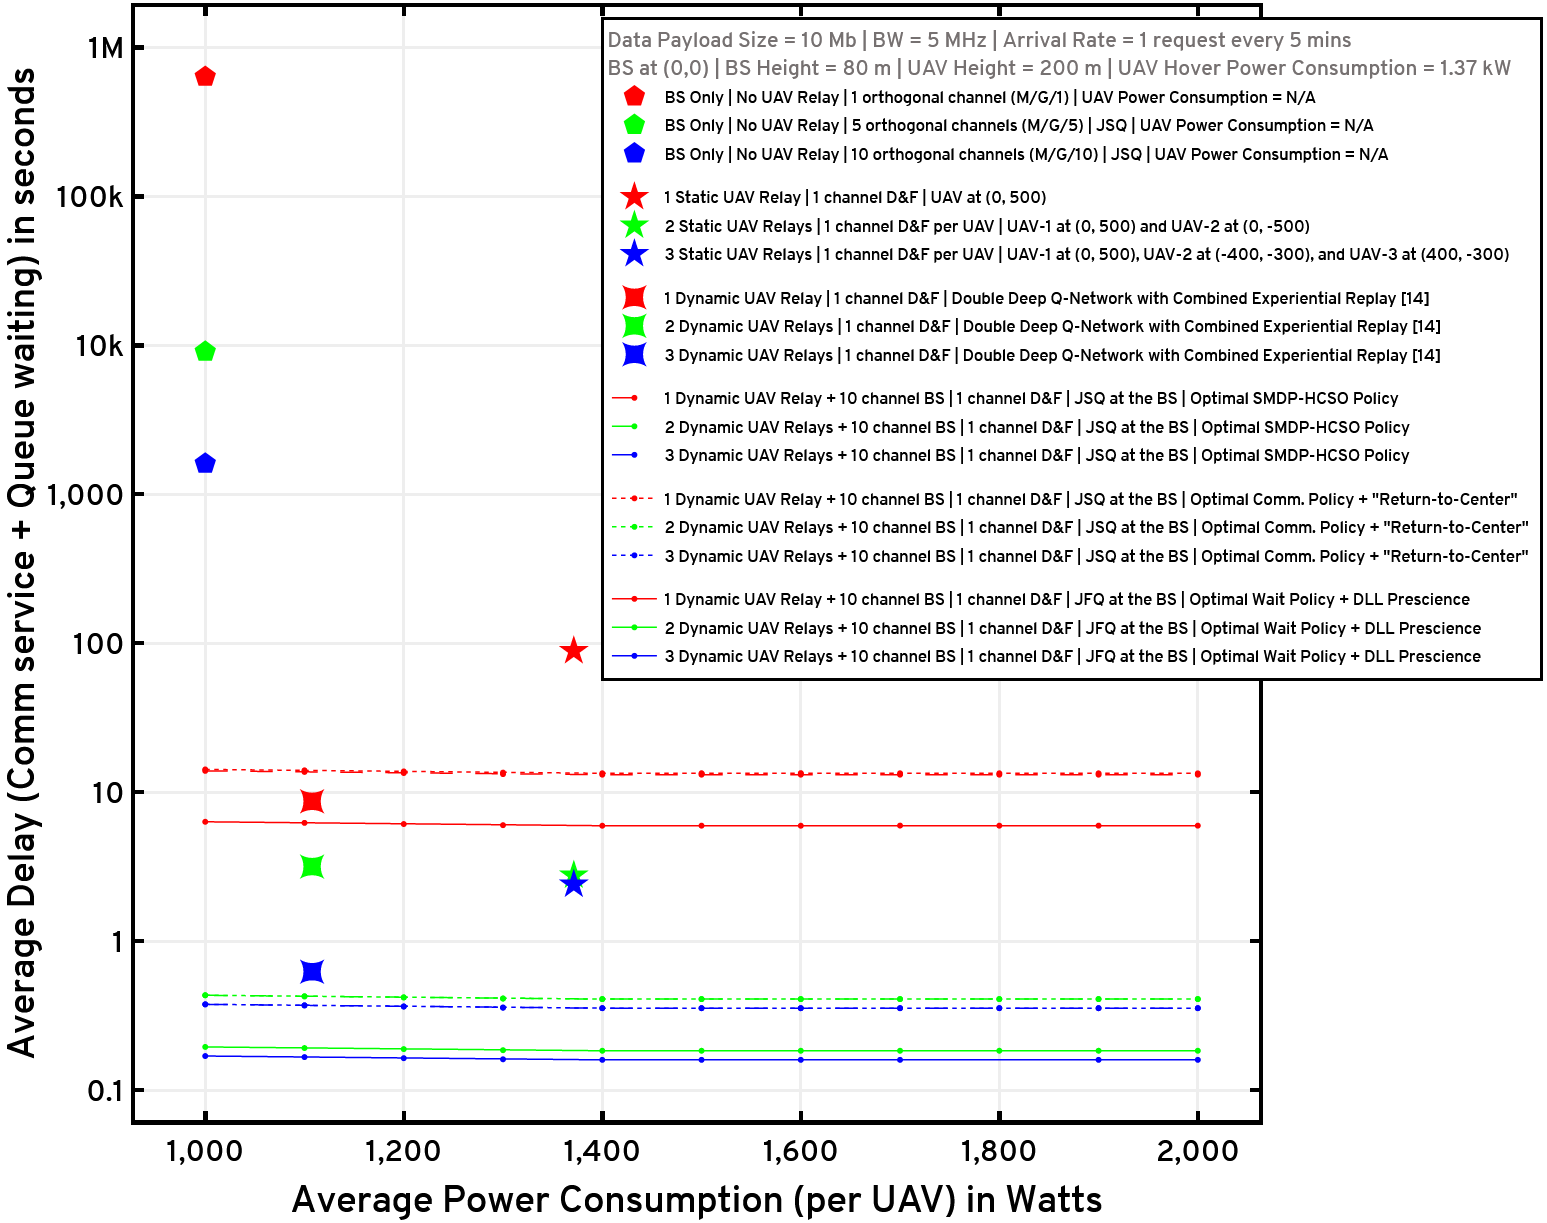 Average Delay (Comm service + Queue waiting) in seconds
1M
100k
10k
1,000
100
10
1
0.1
Data Payload Size = 10 Mb | BW = 5 MHz | Arrival Rate = 1 request every 5 mins
BS at (0,0) | BS Height = 80 m | UAV Height = 200 m | UAV Hover Power Consumption = 1.37 kW
BS Only | No UAV Relay | 1 orthogonal channel (M/G/1) | UAV Power Consumption = N/A
BS Only | No UAV Relay | 5 orthogonal channels (M/G/5) | JSQ | UAV Power Consumption = N/A
BS Only | No UAV Relay | 10 orthogonal channels (M/G/10) | JSQ | UAV Power Consumption = N/A
1 Static UAV Relay | 1 channel D&F | UAV at (0, 500)
2 Static UAV Relays | 1 channel D&F per UAV | UAV-1 at (0, 500) and UAV-2 at (0, -500)
3 Static UAV Relays | 1 channel D&F per UAV | UAV-1 at (0, 500), UAV-2 at (-400, -300), and UAV-3 at (400, -300)
1 Dynamic UAV Relay | 1 channel D&F | Double Deep Q-Network with Combined Experiential Replay [14]
2 Dynamic UAV Relays | 1 channel D&F | Double Deep Q-Network with Combined Experiential Replay [14]
3 Dynamic UAV Relays | 1 channel D&F | Double Deep Q-Network with Combined Experiential Replay [14]
1 Dynamic UAV Relay + 10 channel BS | 1 channel D&F | JSQ at the BS | Optimal SMDP-HCSO Policy
2 Dynamic UAV Relays + 10 channel BS | 1 channel D&F | JSQ at the BS | Optimal SMDP-HCSO Policy
3 Dynamic UAV Relays + 10 channel BS | 1 channel D&F | JSQ at the BS | Optimal SMDP-HCSO Policy
1 Dynamic UAV Relay + 10 channel BS | 1 channel D&F | JSQ at the BS | Optimal Comm. Policy + "Return-to-Center"
2 Dynamic UAV Relays + 10 channel BS | 1 channel D&F | JSQ at the BS | Optimal Comm. Policy + "Return-to-Center"
3 Dynamic UAV Relays + 10 channel BS | 1 channel D&F | JSQ at the BS | Optimal Comm. Policy + "Return-to-Center"
1 Dynamic UAV Relay + 10 channel BS | 1 channel D&F | JFQ at the BS | Optimal Wait Policy + DLL Prescience
2 Dynamic UAV Relays + 10 channel BS | 1 channel D&F | JFQ at the BS | Optimal Wait Policy + DLL Prescience
3 Dynamic UAV Relays + 10 channel BS | 1 channel D&F | JFQ at the BS | Optimal Wait Policy + DLL Prescience
1,000 1,200 1,400 1,600 1,800 2,000
Average Power Consumption (per UAV) in Watts